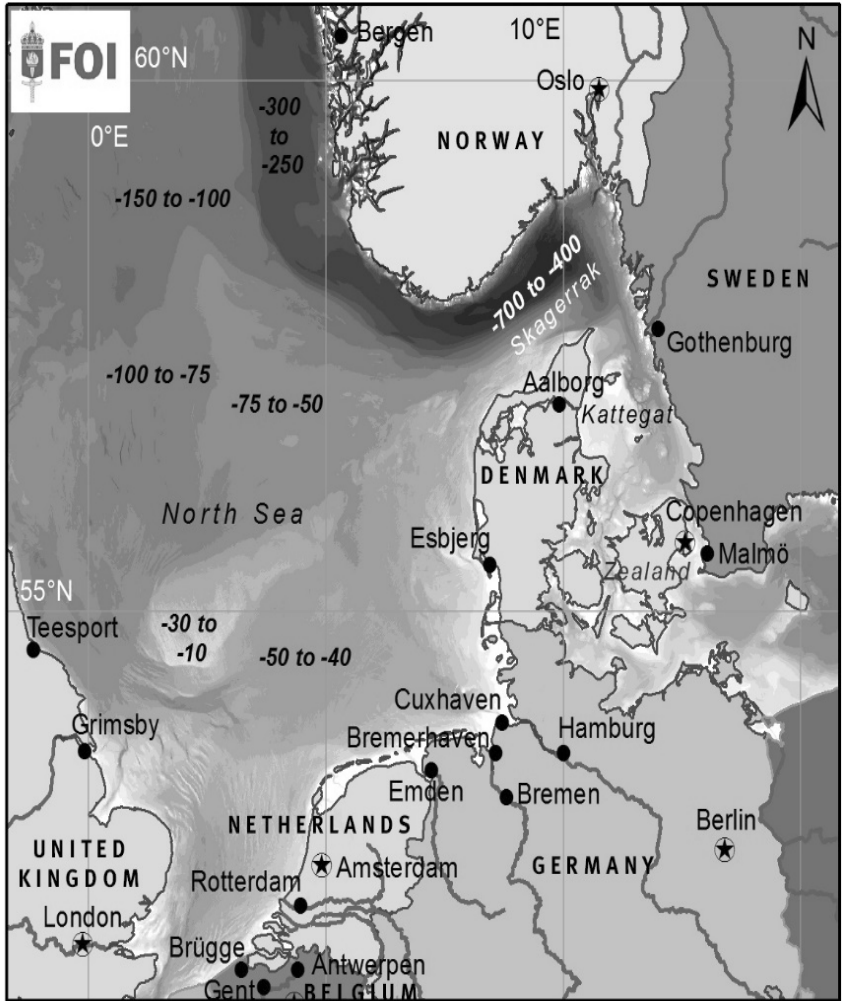 FOI
60°N
0°E
10°E
N
Bergen
Oslo
NORWAY
-300
to
-250
-150 to -100
-700 to -400
Skagerrak
SWEDEN
Gothenburg
-100 to -75
-75 to -50
Aalborg
Kattegat
DENMARK
North Sea
Copenhagen
Esbjerg
Malmö
Zealand
55°N
Teesport
-30 to
-10
-50 to -40
Cuxhaven
Grimsby
Bremerhaven
Hamburg
Emden
Bremen
NETHERLANDS
Berlin
UNITED
KINGDOM
Amsterdam
GERMANY
Rotterdam
London
Brügge
Antwerpen
Gent
BELGIUM